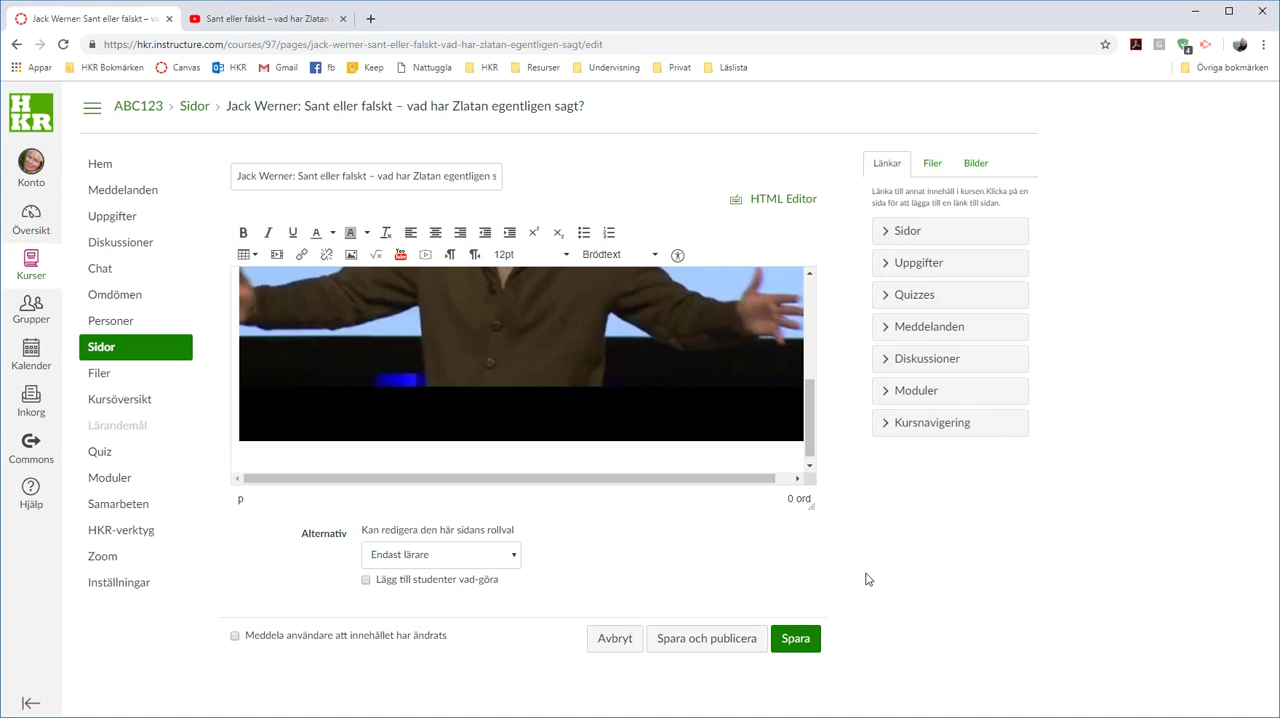 Jack Werner: Sant eller falskt – va
Sant eller falskt – vad har Zlatan
https://hkr.instructure.com/courses/97/pages/jack-werner-sant-eller-falskt-vad-har-zlatan-egentligen-sagt/edit
Appar HKR Bokmärken Canvas HKR Gmail fb Keep Nattuggla HKR Resurser Undervisning Privat Läslista Övriga bokmärken
HKR
ABC123 › Sidor › Jack Werner: Sant eller falskt – vad har Zlatan egentligen sagt?
Konto
Översikt
Kurser
Grupper
Kalender
Inkorg
Commons
Hjälp
Hem
Meddelanden
Uppgifter
Diskussioner
Chat
Omdömen
Personer
Sidor
Filer
Kursöversikt
Lärandemål
Quiz
Moduler
Samarbeten
HKR-verktyg
Zoom
Inställningar
Jack Werner: Sant eller falskt – vad har Zlatan egentligen s
HTML Editor
12pt Brödtext
p 0 ord
Alternativ Kan redigera den här sidans rollval
Endast lärare
Lägg till studenter vad-göra
Meddela användare att innehållet har ändrats
Avbryt Spara och publicera Spara
Länkar Filer Bilder
Länka till annat innehåll i kursen.Klicka på en
sida för att lägga till en länk till sidan.
Sidor
Uppgifter
Quizzes
Meddelanden
Diskussioner
Moduler
Kursnavigering